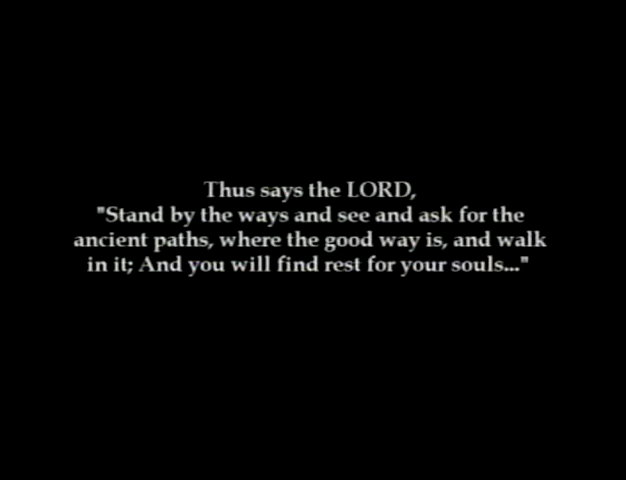 Thus says the LORD,
"Stand by the ways and see and ask for the
ancient paths, where the good way is, and walk
in it; And you will find rest for your souls..."